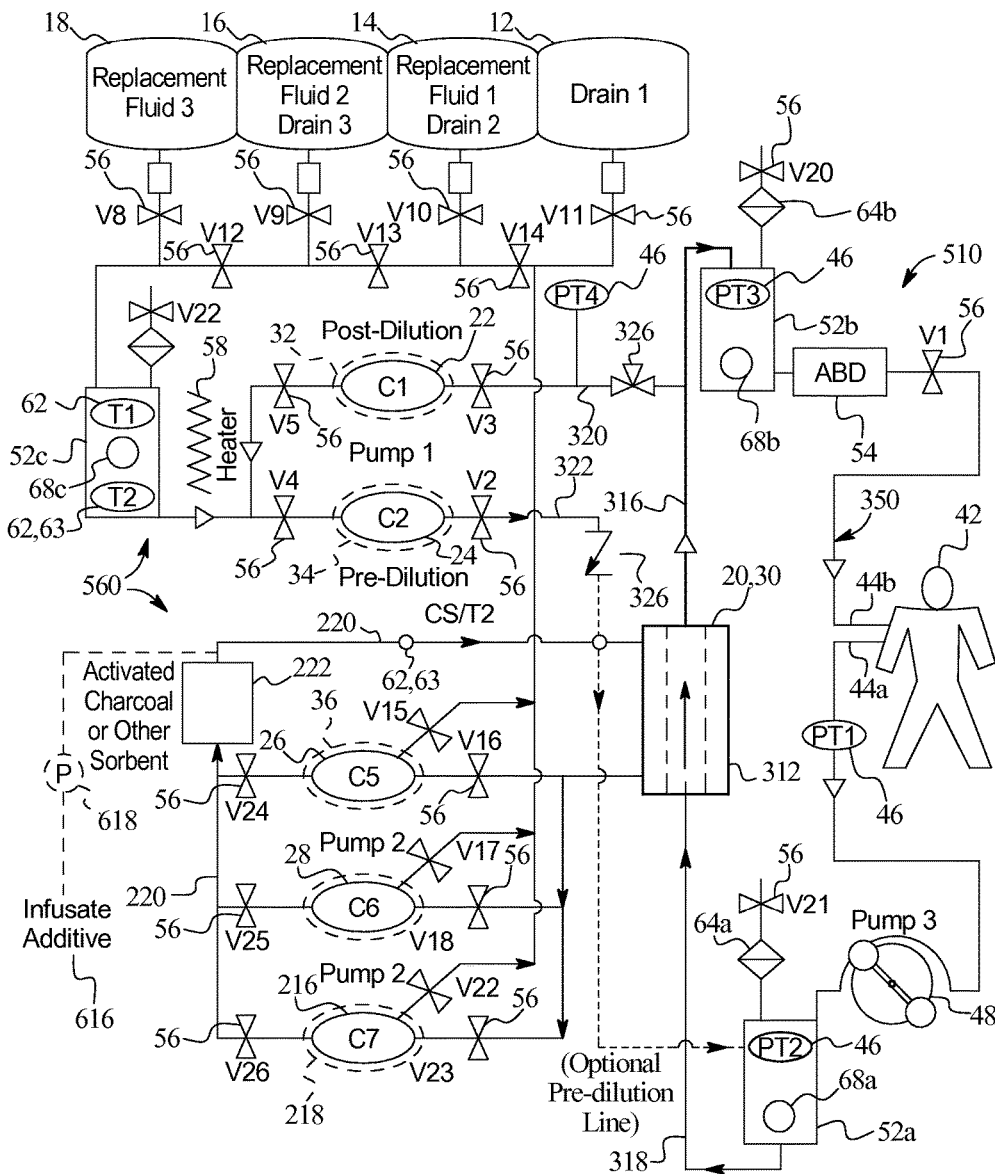 18
16
14
12
Replacement
Fluid 3
Replacement
Fluid 2
Drain 3
Replacement
Fluid 1
Drain 2
Drain 1
56
56
56
56
V20
V8
V9
V10
V11
56
64b
V12
V13
V14
56
56
56
46
PT4
46
PT3
510
V22
58
Post-Dilution
22
32
56
326
52b
V1
56
62
T1
C1
ABD
52c
V5
56
V3
320
68b
54
68c
Heater
Pump 1
T2
V4
V2
322
316
350
42
62,63
C2
24
56
34
56
560
Pre-Dilution
326
20,30
44b
CS/T2
220
62,63
44a
Activated
Charcoal
or Other
Sorbent
222
36
V15
V16
PT1
26
C5
312
P
56
V24
56
46
618
Pump 2
V17
56
56
28
V21
220
C6
64a
Pump 3
Infusate
Additive
56
V25
V18
Pump 2
V22
56
216
48
616
56
C7
PT2
46
V26
V23
(Optional
Pre-dilution
Line)
68a
218
52a
318